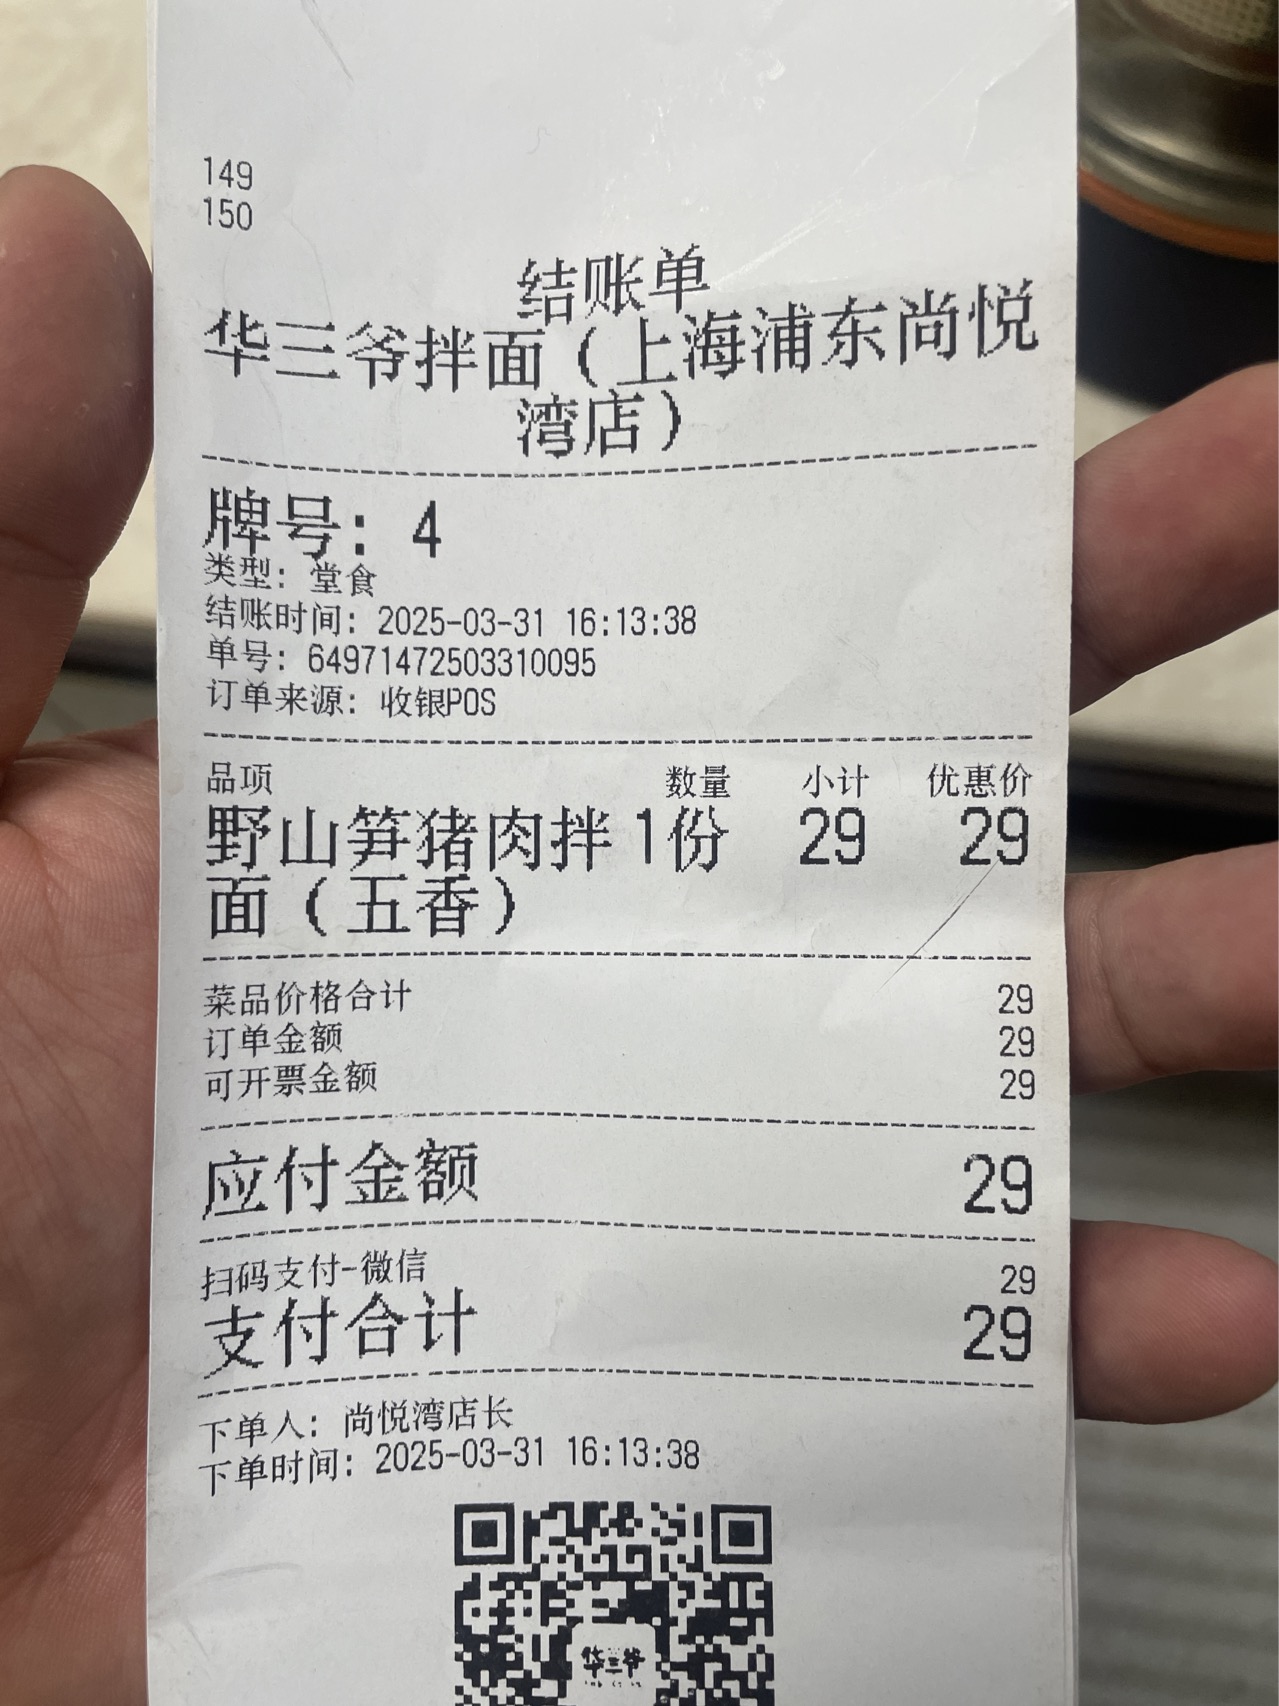 149
150
结账单
华三爷拌面（上海浦东尚悦
湾店）
牌号：4
类型：堂食
结账时间：2025-03-31 16:13:38
单号：64971472503310095
订单来源：收银POS
品项 数量 小计 优惠价
野山笋猪肉拌 1份 29 29
面（五香）
菜品价格合计 29
订单金额 29
可开票金额 29
应付金额 29
扫码支付-微信 29
支付合计 29
下单人：尚悦湾店长
下单时间：2025-03-31 16:13:38
华三爷